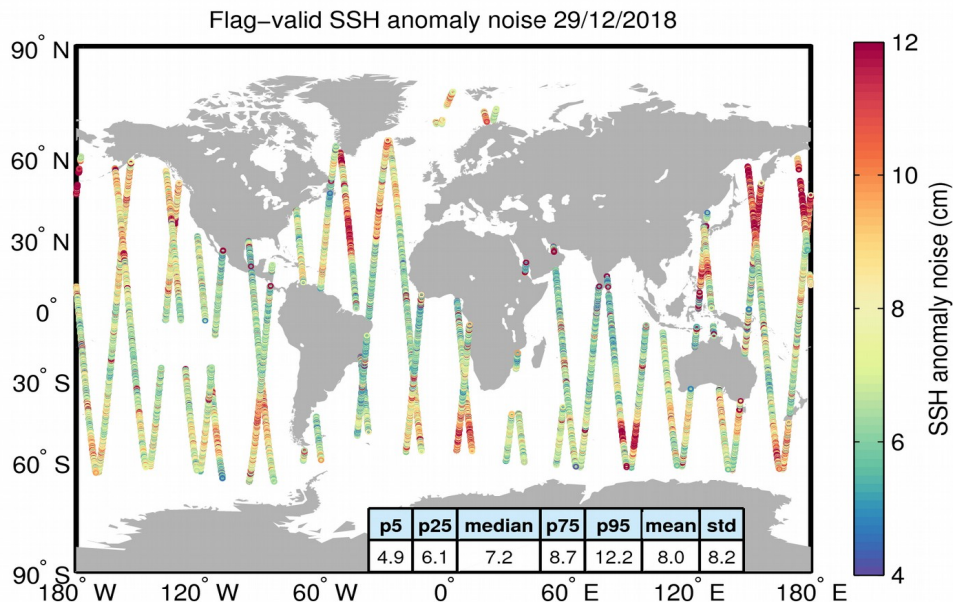 Flag−valid SSH anomaly noise 29/12/2018
90° N
60° N
30° N
0°
30° S
60° S
90° S
180° W
120° W
60° W
0°
60° E
120° E
180° E
p5 p25 median p75 p95 mean std
4.9 6.1 7.2 8.7 12.2 8.0 8.2
12
10
8
6
4
SSH anomaly noise (cm)